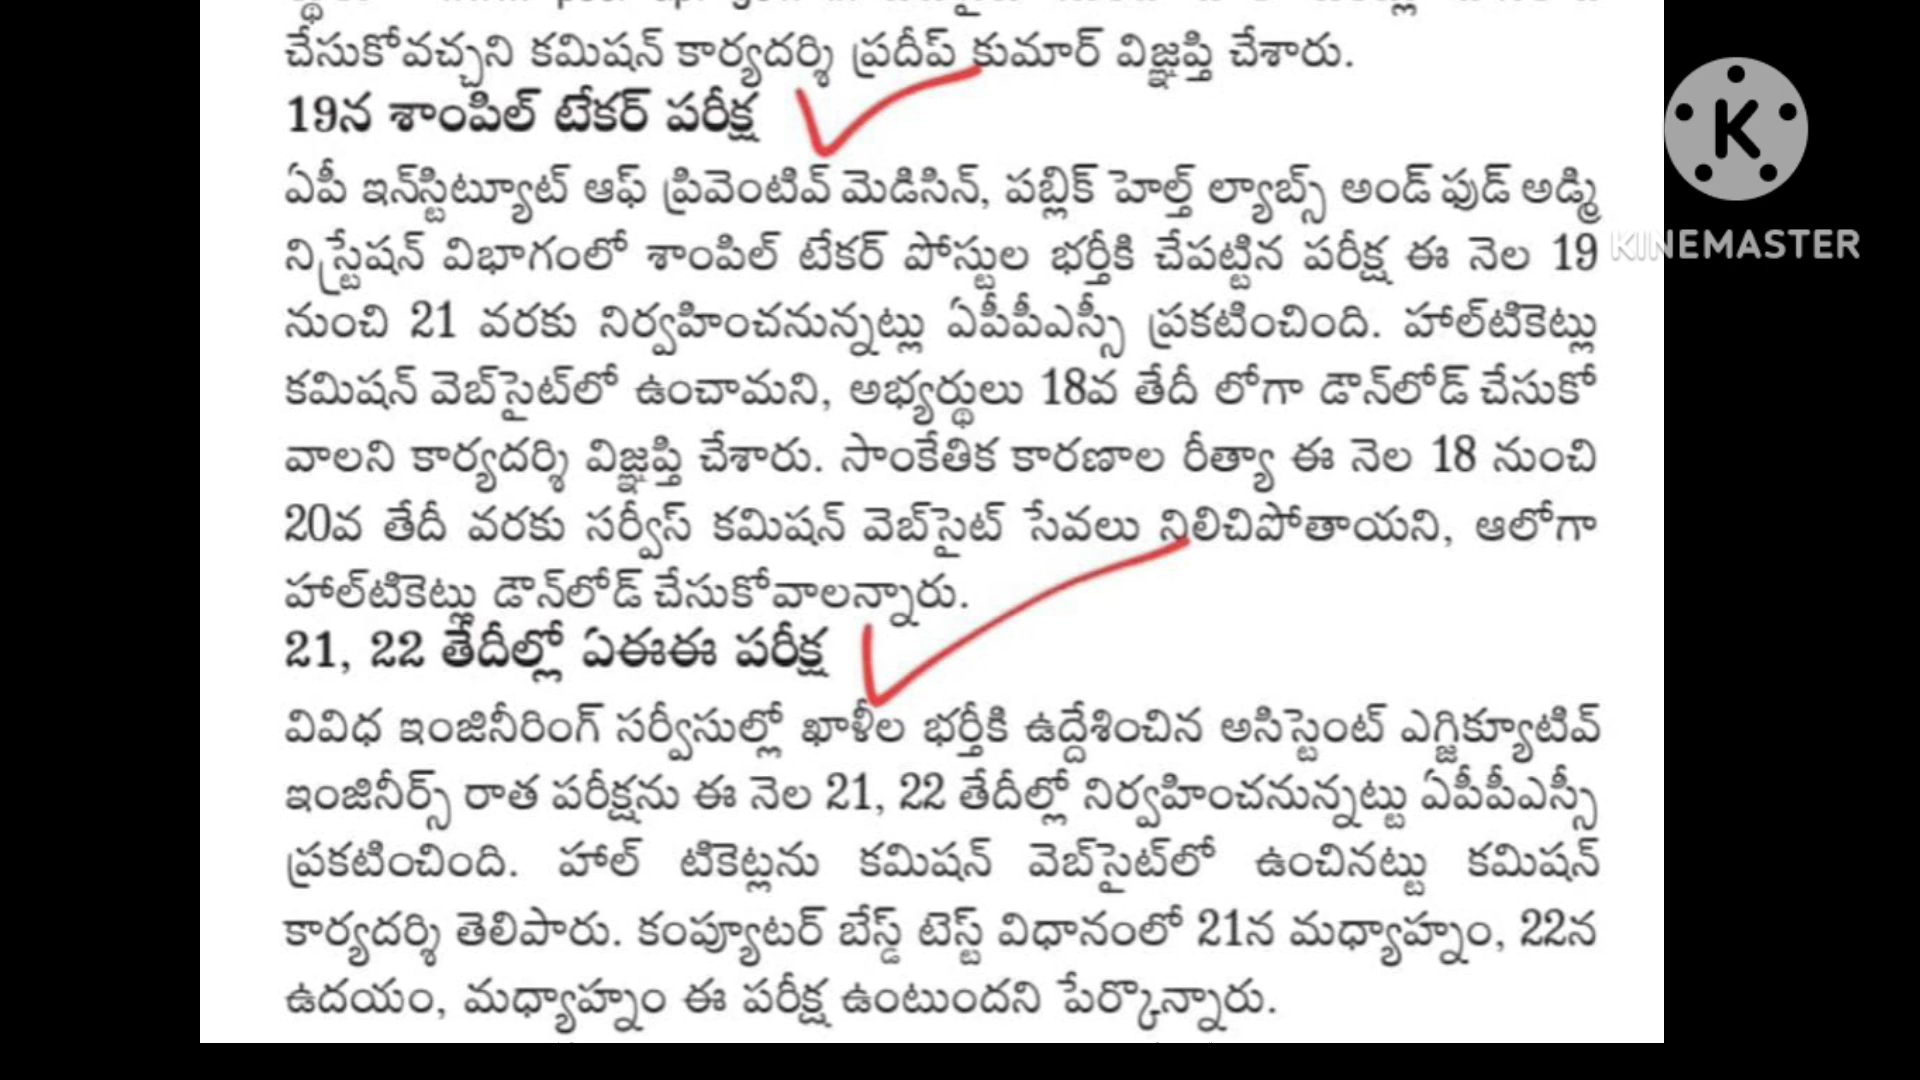 చేసుకోవచ్చని కమిషన్ కార్యదర్శి ప్రదీప్ కుమార్ విజ్ఞప్తి చేశారు.
19న శాంపిల్ టేకర్ పరీక్ష
ఏపీ ఇన్‌స్టిట్యూట్ ఆఫ్ ప్రివెంటివ్ మెడిసిన్, పబ్లిక్ హెల్త్ ల్యాబ్స్ అండ్ ఫుడ్ అడ్మి
నిస్ట్రేషన్ విభాగంలో శాంపిల్ టేకర్ పోస్టుల భర్తీకి చేపట్టిన పరీక్ష ఈ నెల 19
నుంచి 21 వరకు నిర్వహించనున్నట్లు ఏపీపీఎస్సీ ప్రకటించింది. హాల్‌టికెట్లు
కమిషన్ వెబ్‌సైట్‌లో ఉంచామని, అభ్యర్థులు 18వ తేదీ లోగా డౌన్‌లోడ్ చేసుకో
వాలని కార్యదర్శి విజ్ఞప్తి చేశారు. సాంకేతిక కారణాల రీత్యా ఈ నెల 18 నుంచి
20వ తేదీ వరకు సర్వీస్ కమిషన్ వెబ్‌సైట్ సేవలు నిలిచిపోతాయని, ఆలోగా
హాల్‌టికెట్లు డౌన్‌లోడ్ చేసుకోవాలన్నారు.
21, 22 తేదీల్లో ఏఈఈ పరీక్ష
వివిధ ఇంజినీరింగ్ సర్వీసుల్లో ఖాళీల భర్తీకి ఉద్దేశించిన అసిస్టెంట్ ఎగ్జిక్యూటివ్
ఇంజినీర్స్ రాత పరీక్షను ఈ నెల 21, 22 తేదీల్లో నిర్వహించనున్నట్టు ఏపీపీఎస్సీ
ప్రకటించింది. హాల్ టికెట్లను కమిషన్ వెబ్‌సైట్‌లో ఉంచినట్టు కమిషన్
కార్యదర్శి తెలిపారు. కంప్యూటర్ బేస్డ్ టెస్ట్ విధానంలో 21న మధ్యాహ్నం, 22న
ఉదయం, మధ్యాహ్నం ఈ పరీక్ష ఉంటుందని పేర్కొన్నారు.
K
KINEMASTER